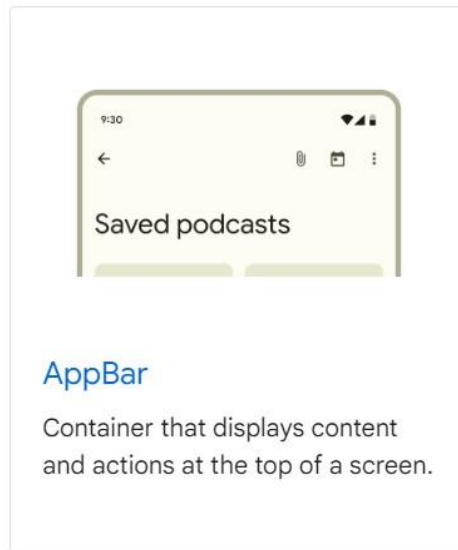 9:30
Saved podcasts
AppBar
Container that displays content
and actions at the top of a screen.